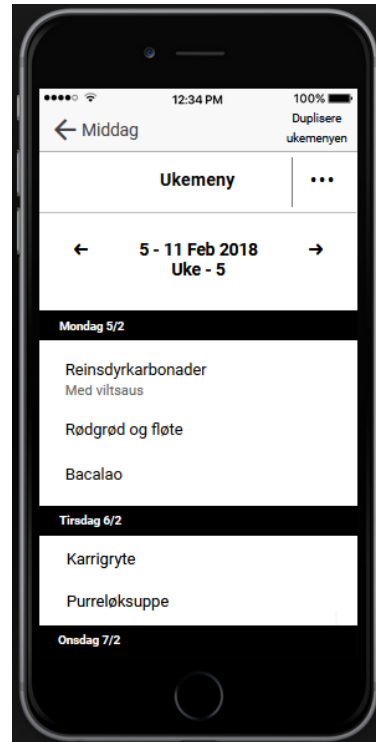 12:34 PM
100%
← Middag
Duplisere
ukemenyen
Ukemeny
•••
← 5 - 11 Feb 2018 →
Uke - 5
Mondag 5/2
Reinsdyrkarbonader
Med viltsaus
Rødgrød og fløte
Bacalao
Tirsdag 6/2
Karrigryte
Purreløksuppe
Onsdag 7/2